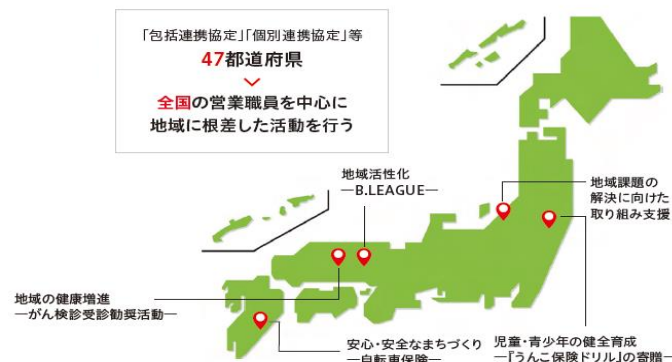 「包括連携協定」「個別連携協定」等
47都道府県
全国の営業職員を中心に
地域に根差した活動を行う
地域活性化
—B.LEAGUE—
地域課題の
解決に向けた
取り組み支援
地域の健康増進
—がん検診受診勧奨活動—
安心・安全なまちづくり
—自転車保険—
児童・青少年の健全育成
—『うんこ保険ドリル』の寄贈—